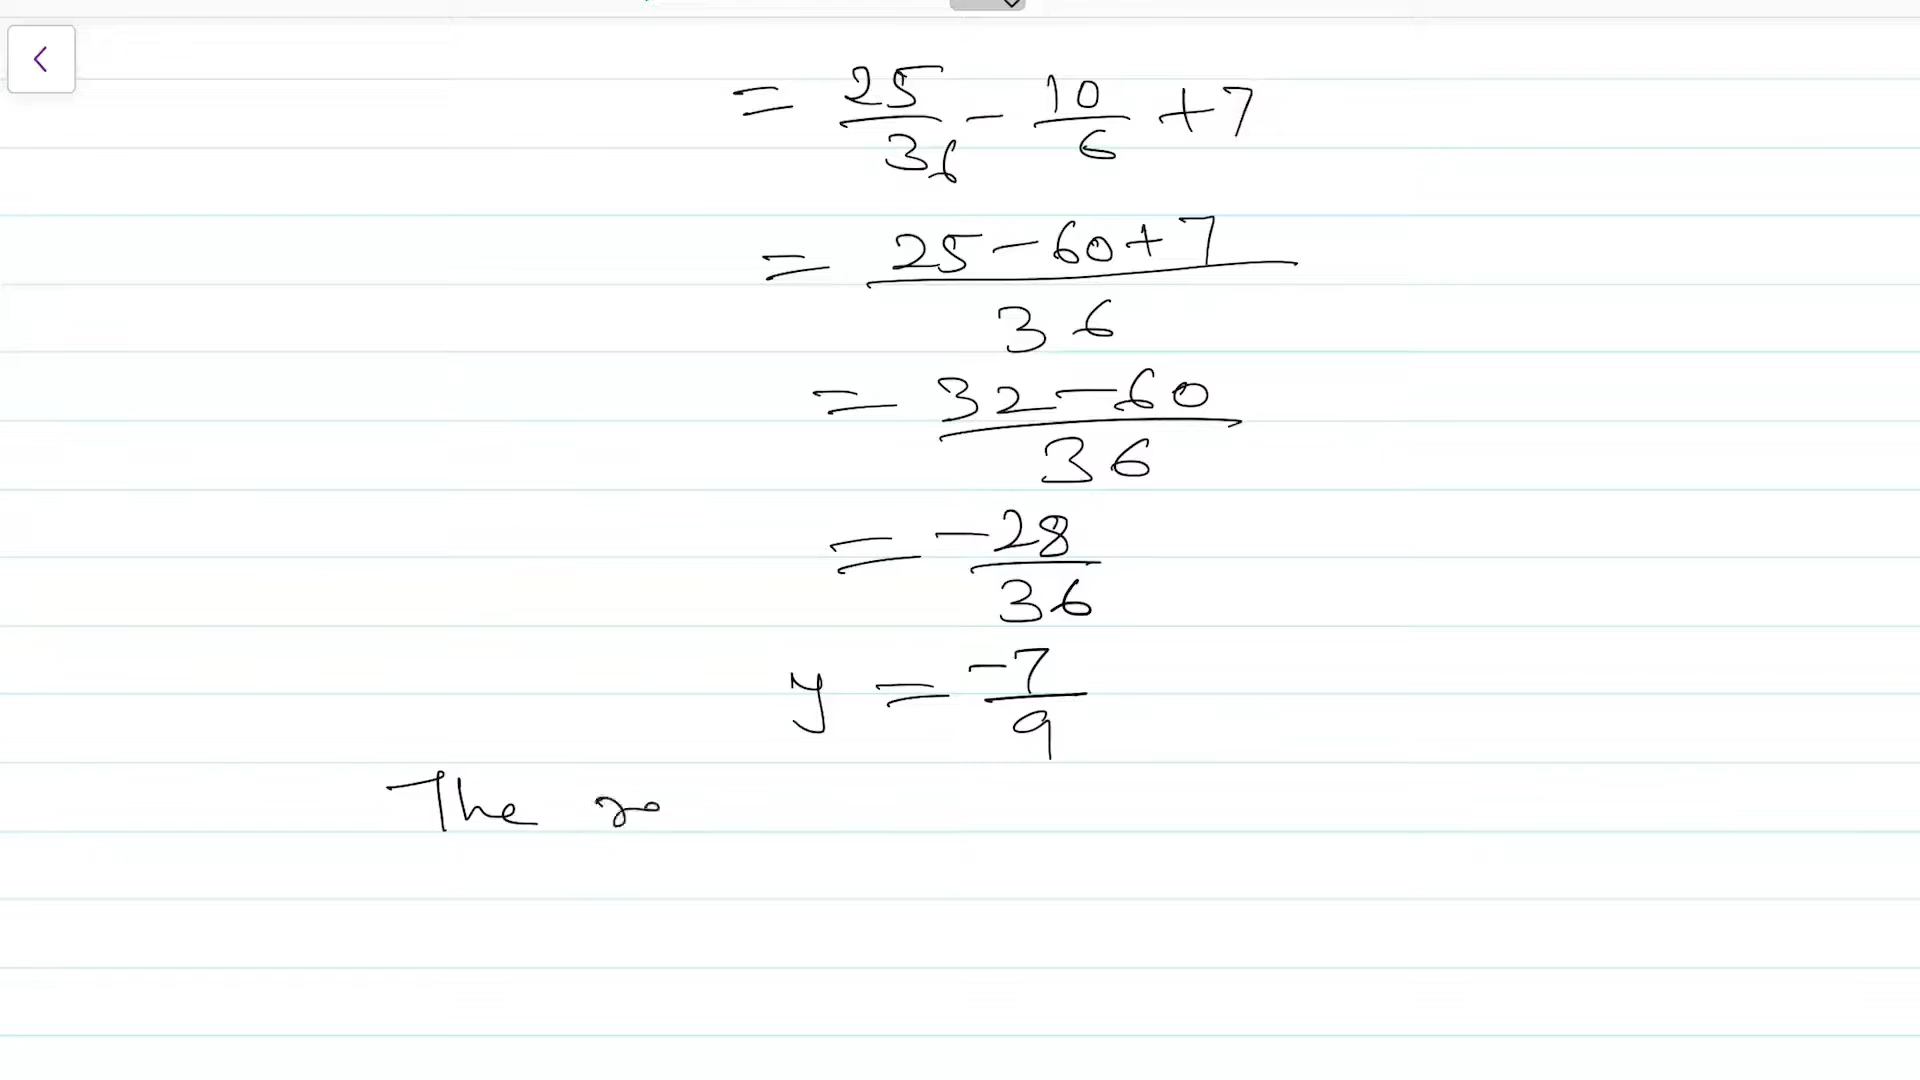 = 25/36 - 10/6 + 7
= 25 - 60 + 7 / 36
= 32 - 60 / 36
= -28/36
y = -7/9
The